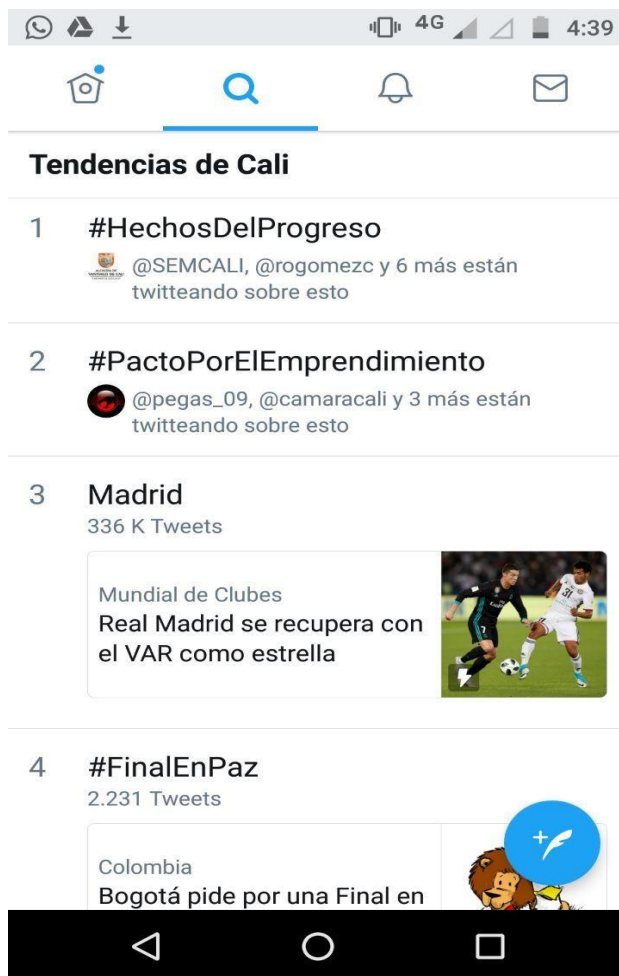 4G 4:39
Tendencias de Cali
1 #HechosDelProgreso
@SEMCALI, @rogomezc y 6 más están
twitteando sobre esto
2 #PactoPorElEmprendimiento
@pegas_09, @camaracali y 3 más están
twitteando sobre esto
3 Madrid
336 K Tweets
Mundial de Clubes
Real Madrid se recupera con
el VAR como estrella
4 #FinalEnPaz
2.231 Tweets
Colombia
Bogotá pide por una Final en